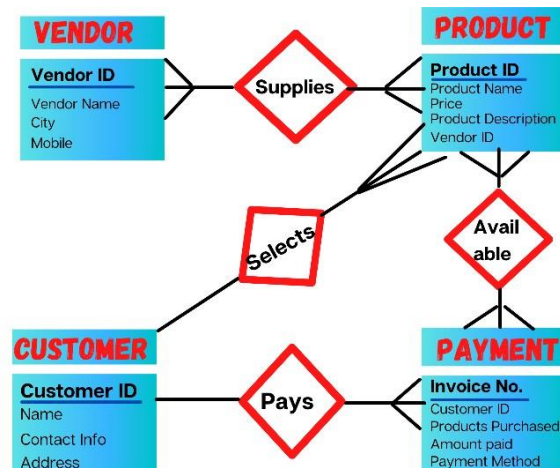 VENDOR
Vendor ID
Vendor Name
City
Mobile
Supplies
PRODUCT
Product ID
Product Name
Price
Product Description
Vendor ID
Selects
Avail
able
CUSTOMER
Customer ID
Name
Contact Info
Address
Pays
PAYMENT
Invoice No.
Customer ID
Products Purchased
Amount paid
Payment Method